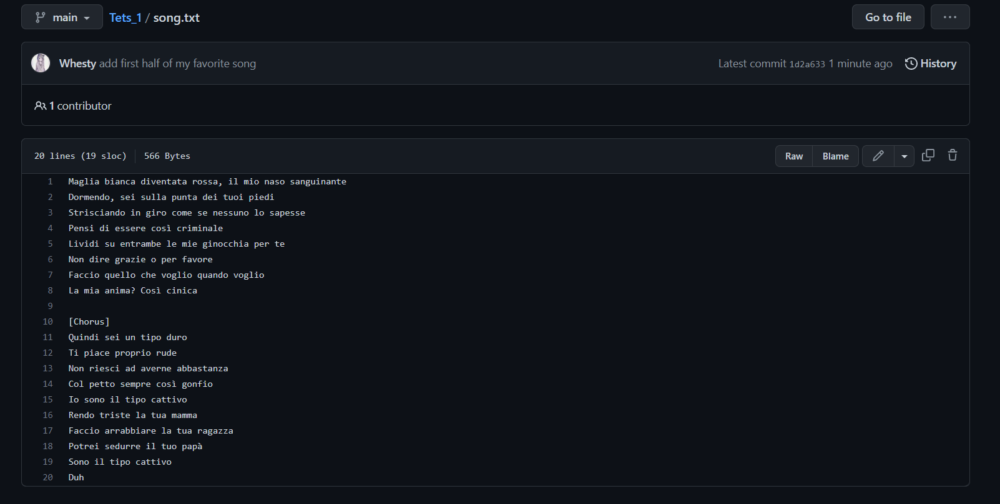 main Tets_1 / song.txt Go to file ...
Whesty add first half of my favorite song Latest commit 1d2a633 1 minute ago History
1 contributor
20 lines (19 sloc) 566 Bytes Raw Blame
1 Maglia bianca diventata rossa, il mio naso sanguinante
2 Dormendo, sei sulla punta dei tuoi piedi
3 Strisciando in giro come se nessuno lo sapesse
4 Pensi di essere così criminale
5 Lividi su entrambe le mie ginocchia per te
6 Non dire grazie o per favore
7 Faccio quello che voglio quando voglio
8 La mia anima? Così cinica
9
10 [Chorus]
11 Quindi sei un tipo duro
12 Ti piace proprio rude
13 Non riesci ad averne abbastanza
14 Col petto sempre così gonfio
15 Io sono il tipo cattivo
16 Rendo triste la tua mamma
17 Faccio arrabbiare la tua ragazza
18 Potrei sedurre il tuo papà
19 Sono il tipo cattivo
20 Duh